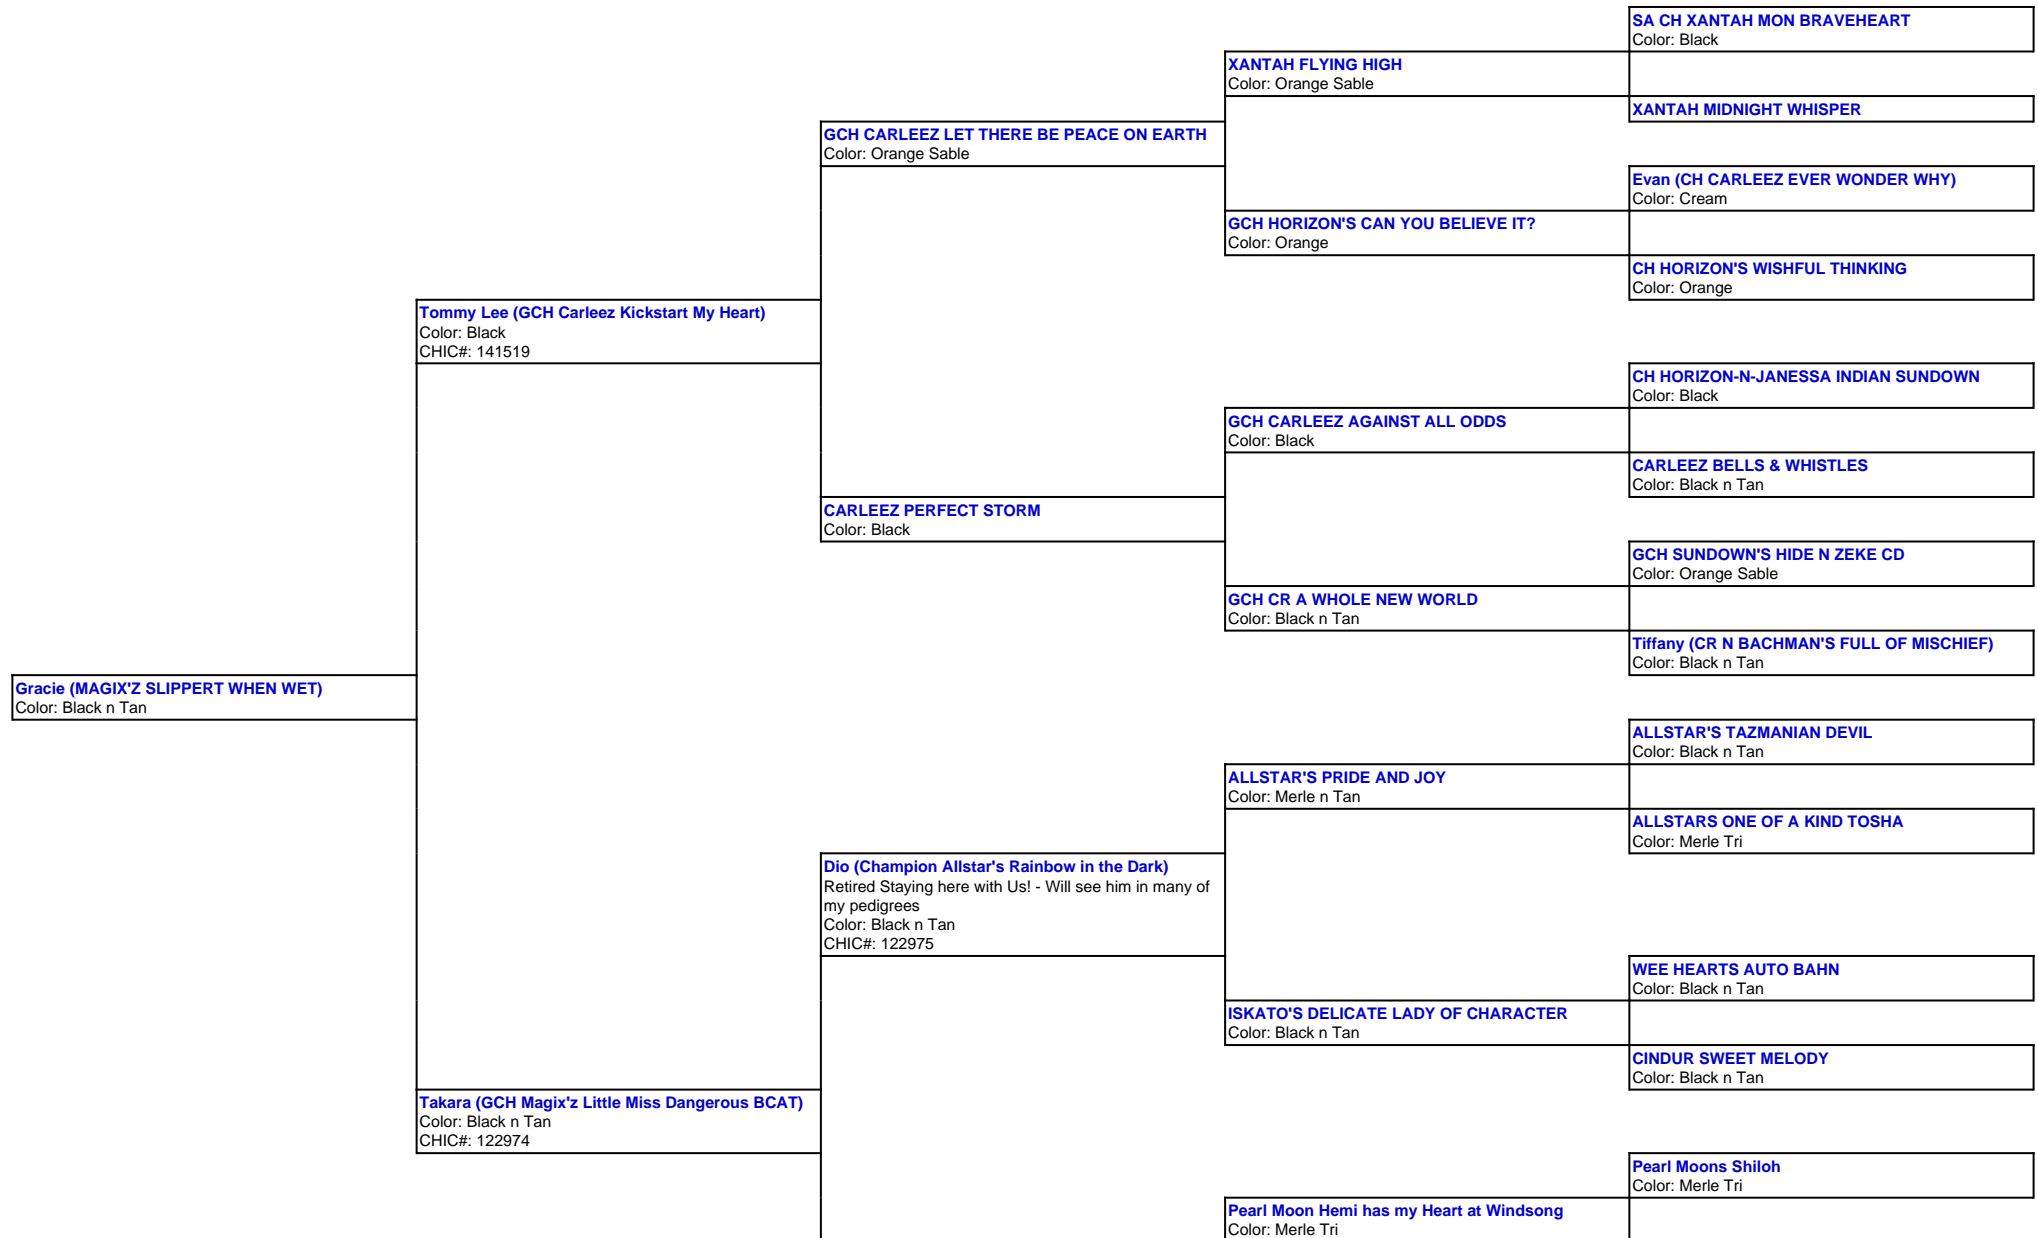 SA CH XANTAH MON BRAVEHEART
Color: Black
XANTAH FLYING HIGH
Color: Orange Sable
XANTAH MIDNIGHT WHISPER
GCH CARLEEZ LET THERE BE PEACE ON EARTH
Color: Orange Sable
Evan (CH CARLEEZ EVER WONDER WHY)
Color: Cream
GCH HORIZON'S CAN YOU BELIEVE IT?
Color: Orange
CH HORIZON'S WISHFUL THINKING
Color: Orange
Tommy Lee (GCH Carleez Kickstart My Heart)
Color: Black
CHIC#: 141519
CH HORIZON-N-JANESSA INDIAN SUNDOWN
Color: Black
GCH CARLEEZ AGAINST ALL ODDS
Color: Black
CARLEEZ BELLS & WHISTLES
Color: Black n Tan
CARLEEZ PERFECT STORM
Color: Black
GCH SUNDOWN'S HIDE N ZEKE CD
Color: Orange Sable
GCH CR A WHOLE NEW WORLD
Color: Black n Tan
Tiffany (CR N BACHMAN'S FULL OF MISCHIEF)
Color: Black n Tan
Gracie (MAGIX'Z SLIPPERT WHEN WET)
Color: Black n Tan
ALLSTAR'S TAZMANIAN DEVIL
Color: Black n Tan
ALLSTAR'S PRIDE AND JOY
Color: Merle n Tan
ALLSTARS ONE OF A KIND TOSHA
Color: Merle Tri
Dio (Champion Allstar's Rainbow in the Dark)
Retired Staying here with Us! - Will see him in many of
my pedigrees
Color: Black n Tan
CHIC#: 122975
WEE HEARTS AUTO BAHN
Color: Black n Tan
ISKATO'S DELICATE LADY OF CHARACTER
Color: Black n Tan
CINDUR SWEET MELODY
Color: Black n Tan
Takara (GCH Magix'z Little Miss Dangerous BCAT)
Color: Black n Tan
CHIC#: 122974
Pearl Moons Shiloh
Color: Merle Tri
Pearl Moon Hemi has my Heart at Windsong
Color: Merle Tri